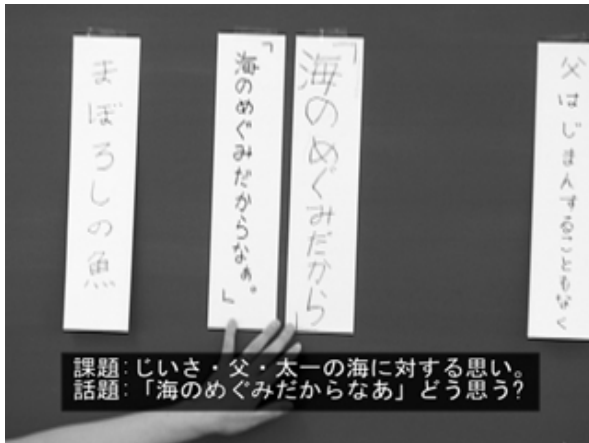 父はじまんすることもなく
「海のめぐみだから」
「海のめぐみだからなあ。」
まぼろしの魚
課題:じいさ・父・太一の海に対する思い。
話題:「海のめぐみだからなあ」どう思う?